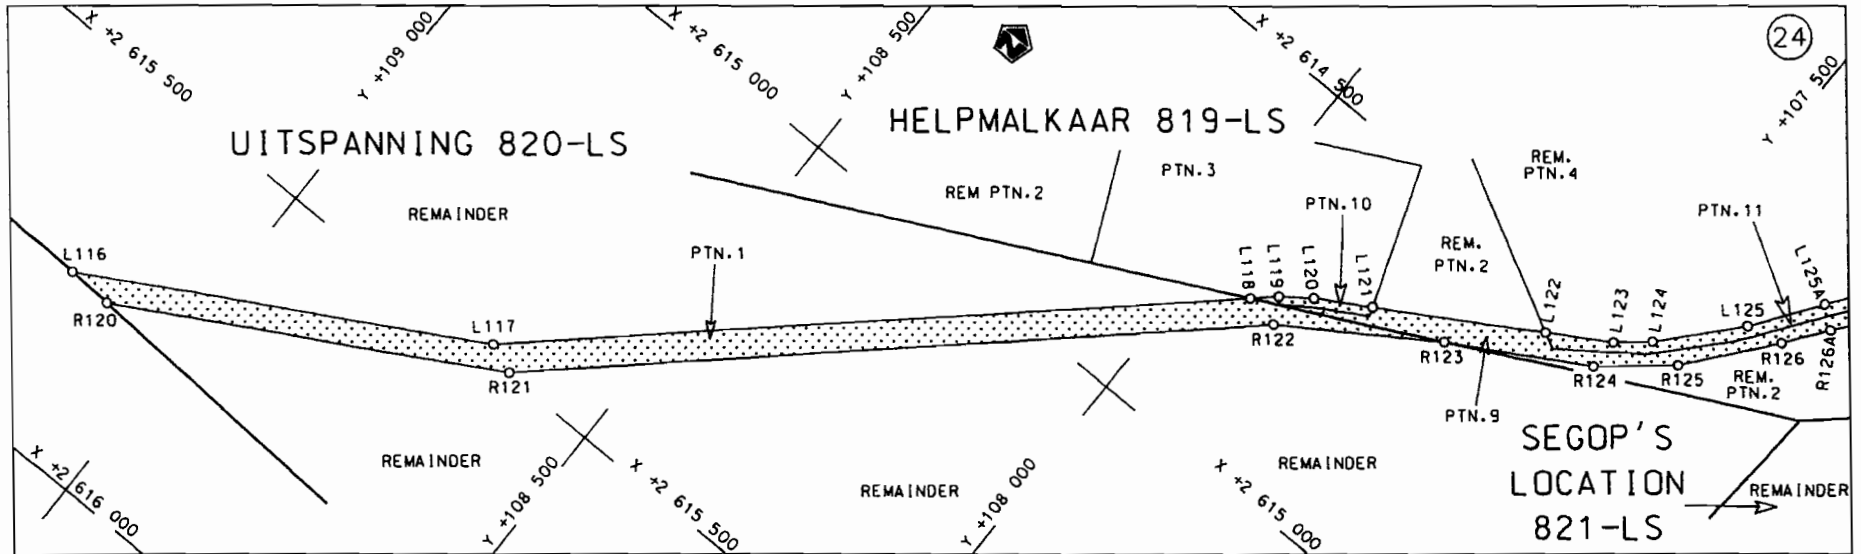 X +2 615 500
Y +109 000
X +2 615 000
Y +108 500
X +2 614 500
24
Y +107 500
UITSPANNING 820-LS
HELPMALKAAR 819-LS
REM PTN.2
PTN.3
REM.
PTN.4
REMAINDER
PTN.10
PTN.11
PTN.1
REM.
PTN.2
L116
L117
L118
L119
L120
L121
L122
L123
L124
L125
L125A
R120
R121
R122
R123
R124
R125
R126
R126A
PTN.9
REM.
PTN.2
SEGOP'S
LOCATION
821-LS
REMAINDER
REMAINDER
REMAINDER
REMAINDER
X +2 616 000
Y +108 500
X +2 615 500
Y +108 000
X +2 615 000